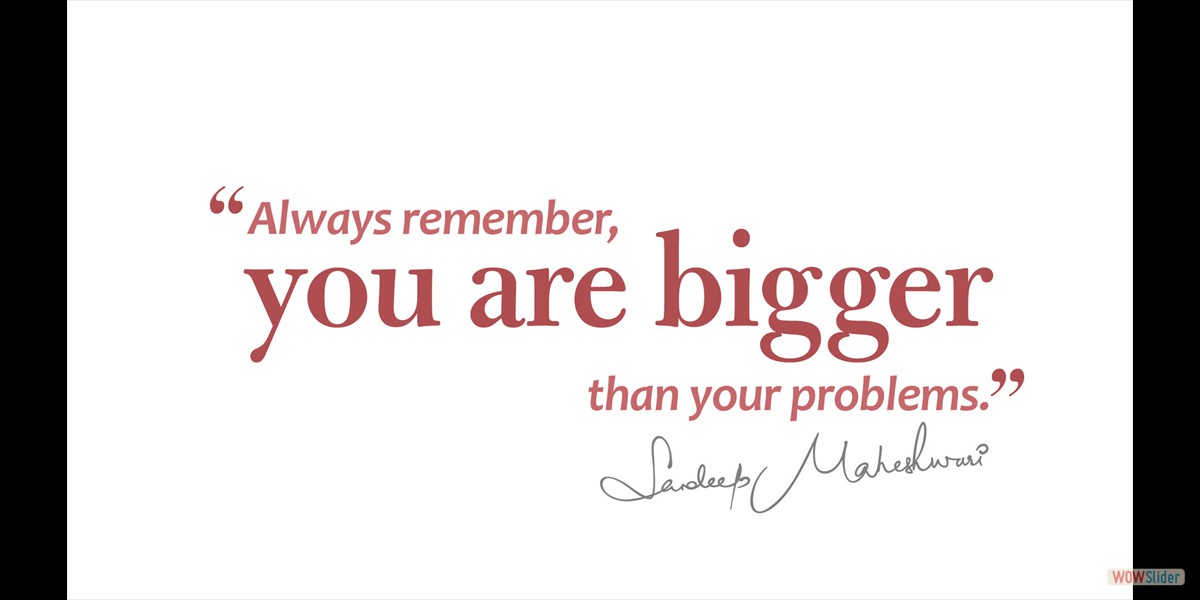 “Always remember,
you are bigger
than your problems.”
Sandeep Maheshwari
WOWSlider